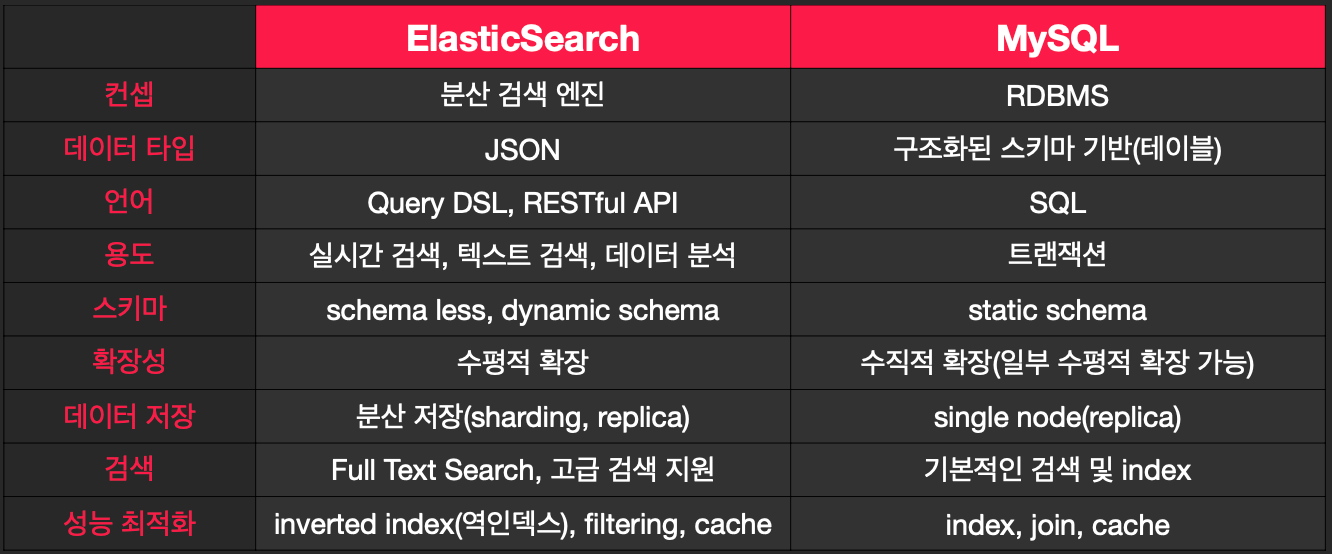 ElasticSearch MySQL
컨셉 분산 검색 엔진 RDBMS
데이터 타입 JSON 구조화된 스키마 기반(테이블)
언어 Query DSL, RESTful API SQL
용도 실시간 검색, 텍스트 검색, 데이터 분석 트랜잭션
스키마 schema less, dynamic schema static schema
확장성 수평적 확장 수직적 확장(일부 수평적 확장 가능)
데이터 저장 분산 저장(sharding, replica) single node(replica)
검색 Full Text Search, 고급 검색 지원 기본적인 검색 및 index
성능 최적화 inverted index(역인덱스), filtering, cache index, join, cache